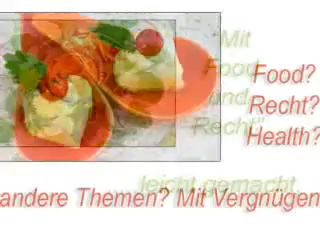 "Mit
Food
und
Recht"
Food?
Recht?
Health?
leicht gemacht
andere Themen? Mit Vergnügen